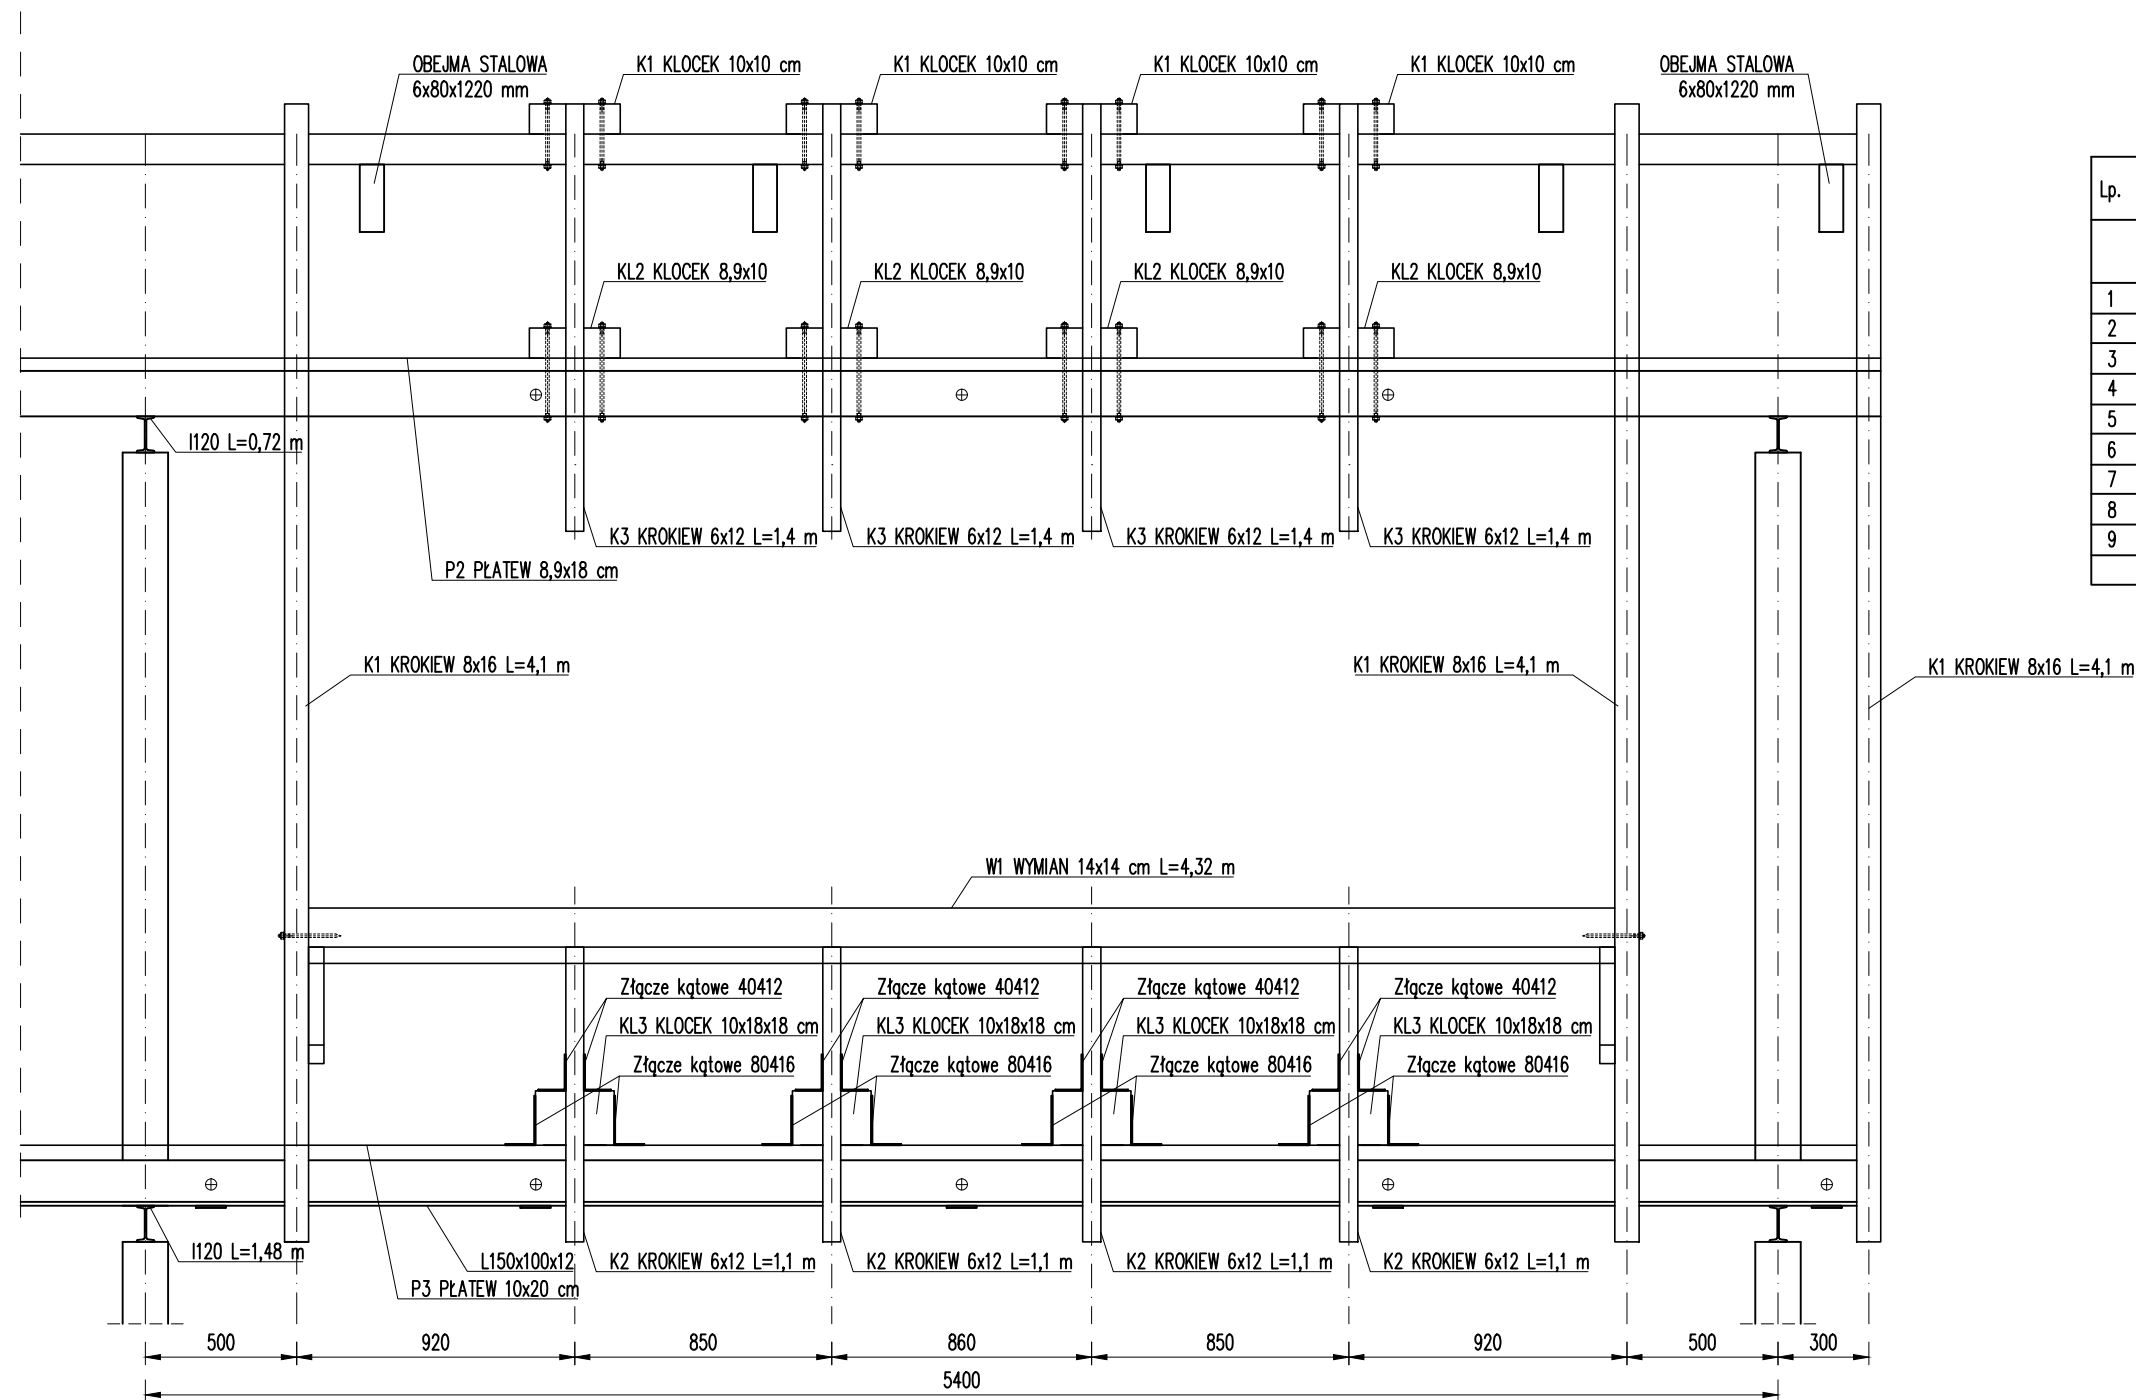 OBEJMA STALOWA
6x80x1220 mm
K1 KLOCEK 10x10 cm
K1 KLOCEK 10x10 cm
K1 KLOCEK 10x10 cm
K1 KLOCEK 10x10 cm
OBEJMA STALOWA
6x80x1220 mm
Lp.
1
2
3
4
5
6
7
8
9
KL2 KLOCEK 8,9x10
KL2 KLOCEK 8,9x10
KL2 KLOCEK 8,9x10
KL2 KLOCEK 8,9x10
I120 L=0,72 m
K3 KROKIEW 6x12 L=1,4 m
K3 KROKIEW 6x12 L=1,4 m
K3 KROKIEW 6x12 L=1,4 m
K3 KROKIEW 6x12 L=1,4 m
P2 PŁATEW 8,9x18 cm
K1 KROKIEW 8x16 L=4,1 m
K1 KROKIEW 8x16 L=4,1 m
K1 KROKIEW 8x16 L=4,1 m
W1 WYMIAN 14x14 cm L=4,32 m
Złącze kątowe 40412
Złącze kątowe 40412
Złącze kątowe 40412
Złącze kątowe 40412
KL3 KLOCEK 10x18x18 cm
KL3 KLOCEK 10x18x18 cm
KL3 KLOCEK 10x18x18 cm
KL3 KLOCEK 10x18x18 cm
Złącze kątowe 80416
Złącze kątowe 80416
Złącze kątowe 80416
Złącze kątowe 80416
I120 L=1,48 m
L150x100x12
K2 KROKIEW 6x12 L=1,1 m
K2 KROKIEW 6x12 L=1,1 m
K2 KROKIEW 6x12 L=1,1 m
K2 KROKIEW 6x12 L=1,1 m
P3 PŁATEW 10x20 cm
500
920
850
860
850
920
500
300
5400